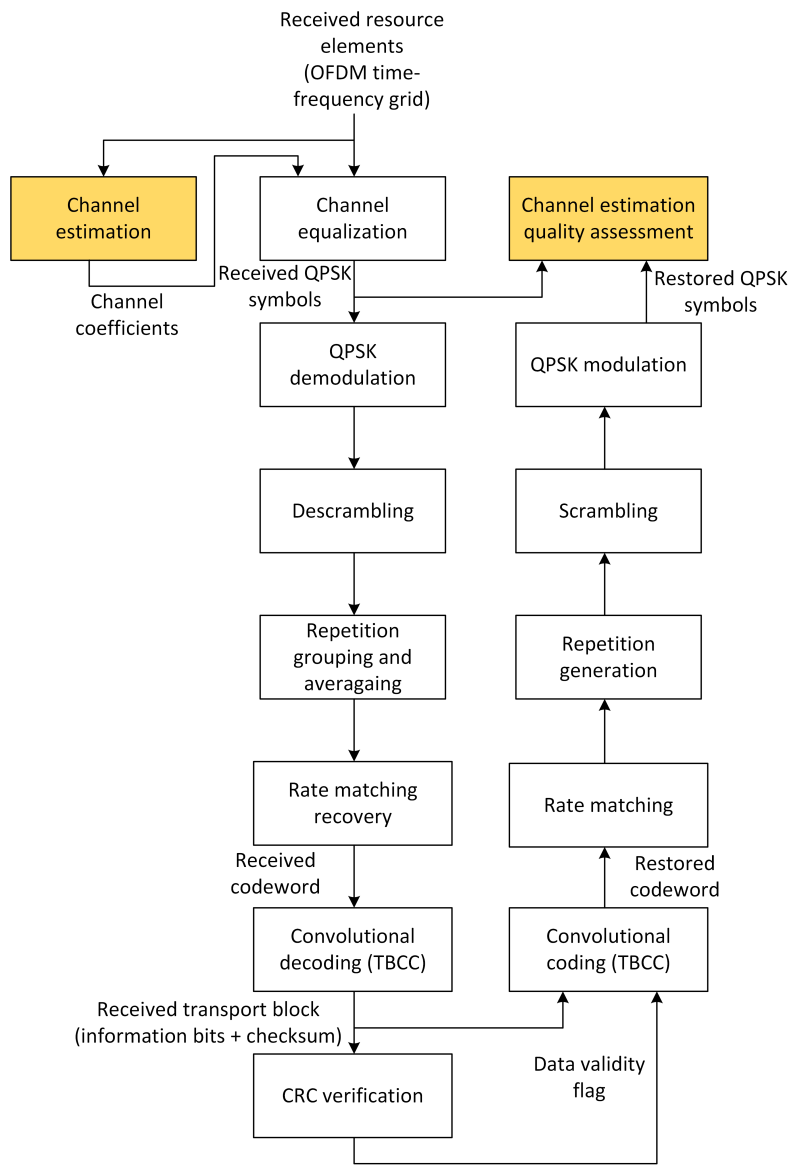 Received resource
elements
(OFDM time-
frequency grid)
Channel
estimation
Channel
equalization
Channel estimation
quality assessment
Channel
coefficients
Received QPSK
symbols
Restored QPSK
symbols
QPSK
demodulation
QPSK modulation
Descrambling
Scrambling
Repetition
grouping and
averagaing
Repetition
generation
Rate matching
recovery
Rate matching
Received
codeword
Restored
codeword
Convolutional
decoding (TBCC)
Convolutional
coding (TBCC)
Received transport block
(information bits + checksum)
CRC verification
Data validity
flag